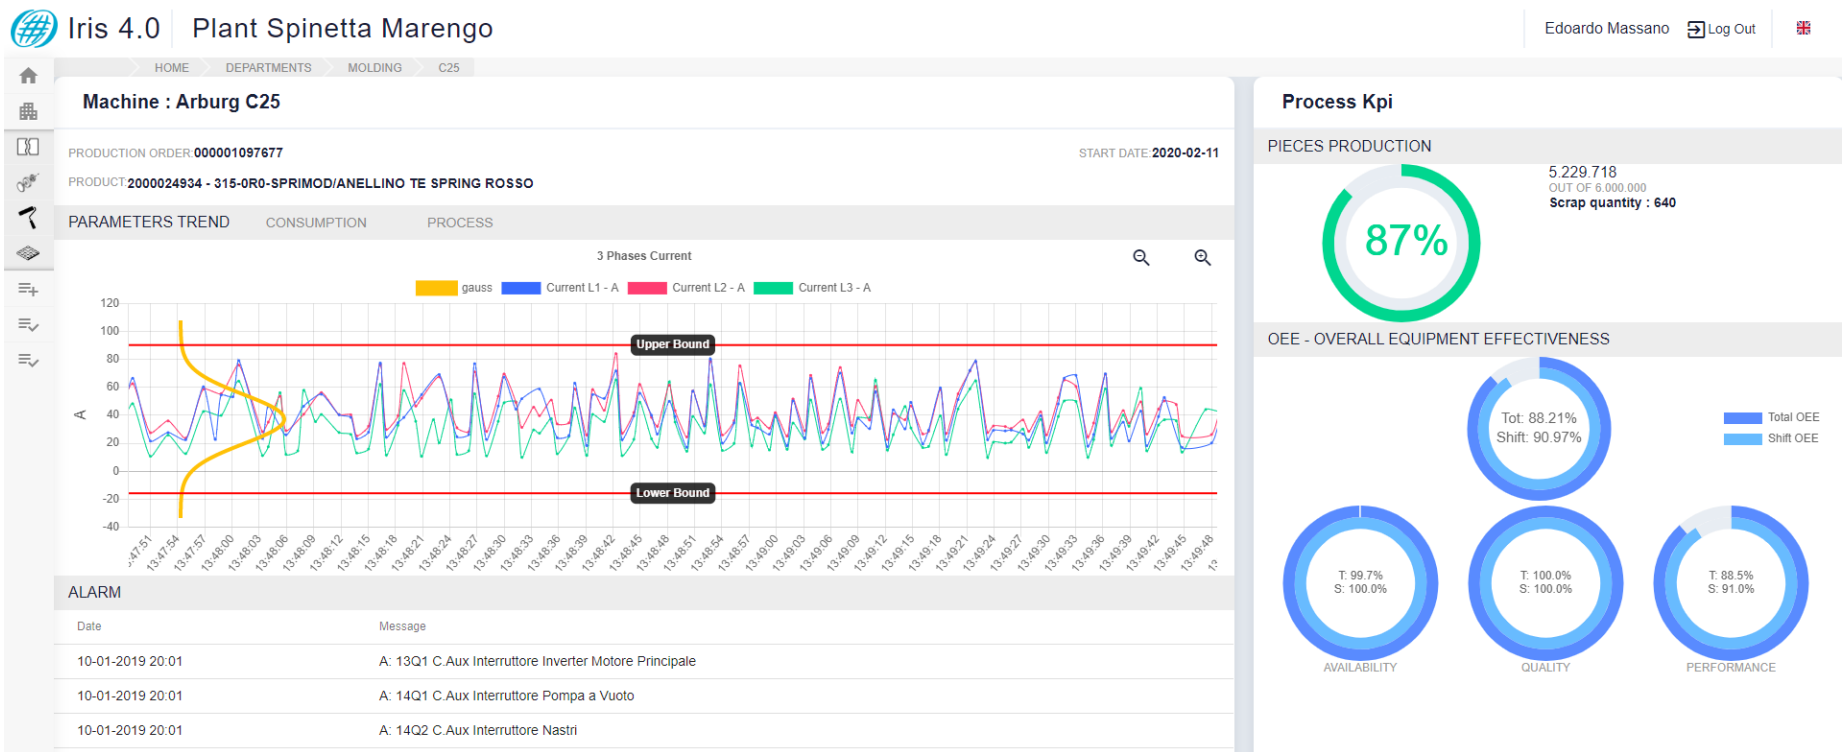 Iris 4.0
Plant Spinetta Marengo
Edoardo Massano
Log Out
HOME
DEPARTMENTS
MOLDING
C25
Machine : Arburg C25
PRODUCTION ORDER:000001097677
START DATE:2020-02-11
PRODUCT:2000024934 - 315-0R0-SPRIMOD/ANELLINO TE SPRING ROSSO
PARAMETERS TREND
CONSUMPTION
PROCESS
3 Phases Current
gauss
Current L1 - A
Current L2 - A
Current L3 - A
120
100
80
60
40
20
0
-20
-40
A
Upper Bound
Lower Bound
13:47:54
13:47:57
13:48:00
13:48:03
13:48:06
13:48:09
13:48:12
13:48:15
13:48:18
13:48:21
13:48:24
13:48:27
13:48:30
13:48:33
13:48:36
13:48:39
13:48:42
13:48:45
13:48:48
13:48:51
13:48:54
13:48:57
13:49:00
13:49:03
13:49:06
13:49:09
13:49:12
13:49:15
13:49:18
13:49:21
13:49:24
13:49:27
13:49:30
13:49:33
13:49:36
13:49:39
13:49:42
13:49:45
13:49:48
ALARM
Date
Message
10-01-2019 20:01
A: 13Q1 C.Aux Interruttore Inverter Motore Principale
10-01-2019 20:01
A: 14Q1 C.Aux Interruttore Pompa a Vuoto
10-01-2019 20:01
A: 14Q2 C.Aux Interruttore Nastri
Process Kpi
PIECES PRODUCTION
87%
5.229.718
OUT OF 6.000.000
Scrap quantity : 640
OEE - OVERALL EQUIPMENT EFFECTIVENESS
Tot: 88.21%
Shift: 90.97%
Total OEE
Shift OEE
T: 99.7%
S: 100.0%
AVAILABILITY
T: 100.0%
S: 100.0%
QUALITY
T: 88.5%
S: 91.0%
PERFORMANCE